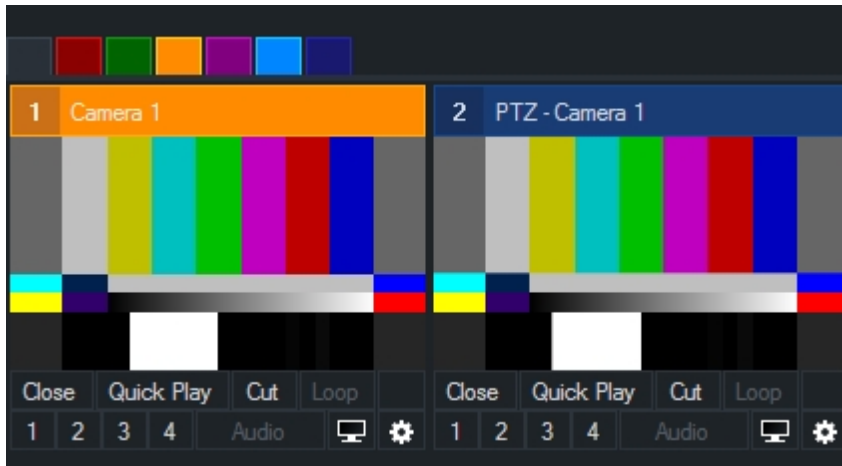 1 Camera 1 2 PTZ - Camera 1
Close Quick Play Cut Loop Close Quick Play Cut Loop
1 2 3 4 Audio 1 2 3 4 Audio